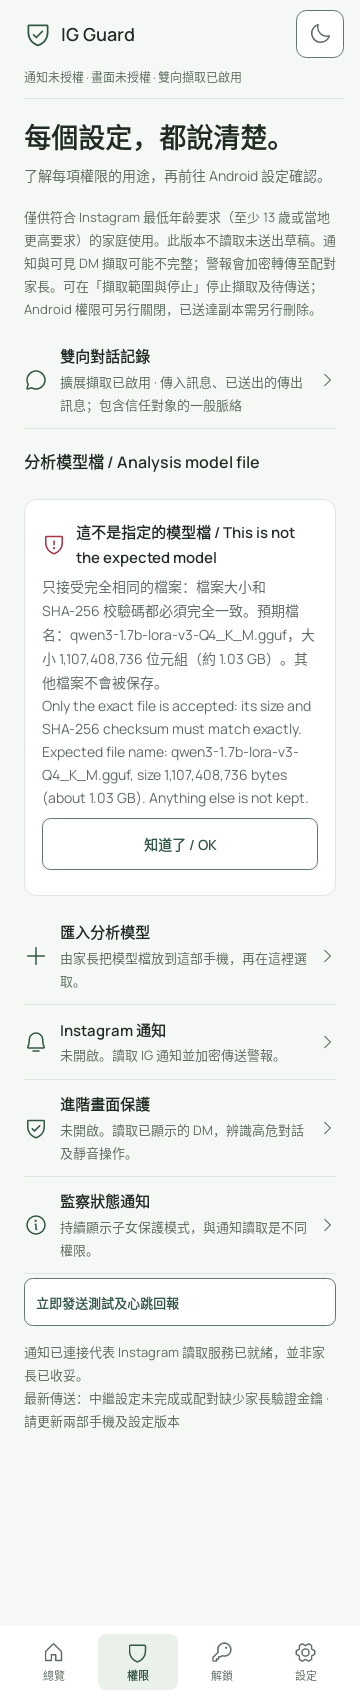 IG Guard
通知未授權 · 畫面未授權 · 雙向擷取已啟用
每個設定，都說清楚。
了解每項權限的用途，再前往 Android 設定確認。
僅供符合 Instagram 最低年齡要求（至少 13 歲或當地
更高要求）的家庭使用。此版本不讀取未送出草稿。通
知與可見 DM 擷取可能不完整；警報會加密轉傳至配對
家長。可在「擷取範圍與停止」停止擷取及待傳送；
Android 權限可另行關閉，已送達副本需另行刪除。
雙向對話記錄
擴展擷取已啟用 · 傳入訊息、已送出的傳出
訊息；包含信任對象的一般脈絡
分析模型檔 / Analysis model file
這不是指定的模型檔 / This is not
the expected model
只接受完全相同的檔案：檔案大小和
SHA-256 校驗碼都必須完全一致。預期檔
名：qwen3-1.7b-lora-v3-Q4_K_M.gguf，大
小 1,107,408,736 位元組（約 1.03 GB）。其
他檔案不會被保存。
Only the exact file is accepted: its size and
SHA-256 checksum must match exactly.
Expected file name: qwen3-1.7b-lora-v3-
Q4_K_M.gguf, size 1,107,408,736 bytes
(about 1.03 GB). Anything else is not kept.
知道了 / OK
匯入分析模型
由家長把模型檔放到這部手機，再在這裡選
取。
Instagram 通知
未開啟。讀取 IG 通知並加密傳送警報。
進階畫面保護
未開啟。讀取已顯示的 DM，辨識高危對話
及靜音操作。
監察狀態通知
持續顯示子女保護模式，與通知讀取是不同
權限。
立即發送測試及心跳回報
通知已連接代表 Instagram 讀取服務已就緒，並非家
長已收妥。
最新傳送：中繼設定未完成或配對缺少家長驗證金鑰 ·
請更新兩部手機及設定版本
總覽
權限
解鎖
設定